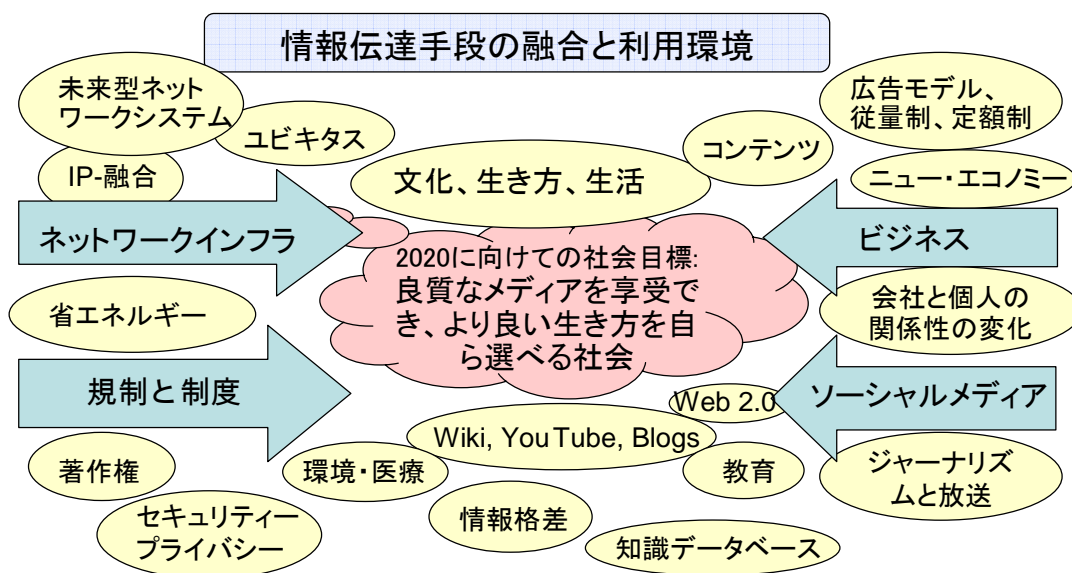 情報伝達手段の融合と利用環境
未来型ネット
ワークシステム
ユビキタス
IP-融合
文化、生き方、生活
コンテンツ
広告モデル、
従量制、定額制
ニュー・エコノミー
ネットワークインフラ
ビジネス
2020に向けての社会目標:
良質なメディアを享受で
き、より良い生き方を自
ら選べる社会
省エネルギー
会社と個人の
関係性の変化
規制と制度
ソーシャルメディア
Web 2.0
Wiki, You Tube, Blogs
著作権
環境・医療
教育
ジャーナリズ
ムと放送
セキュリティー
プライバシー
情報格差
知識データベース